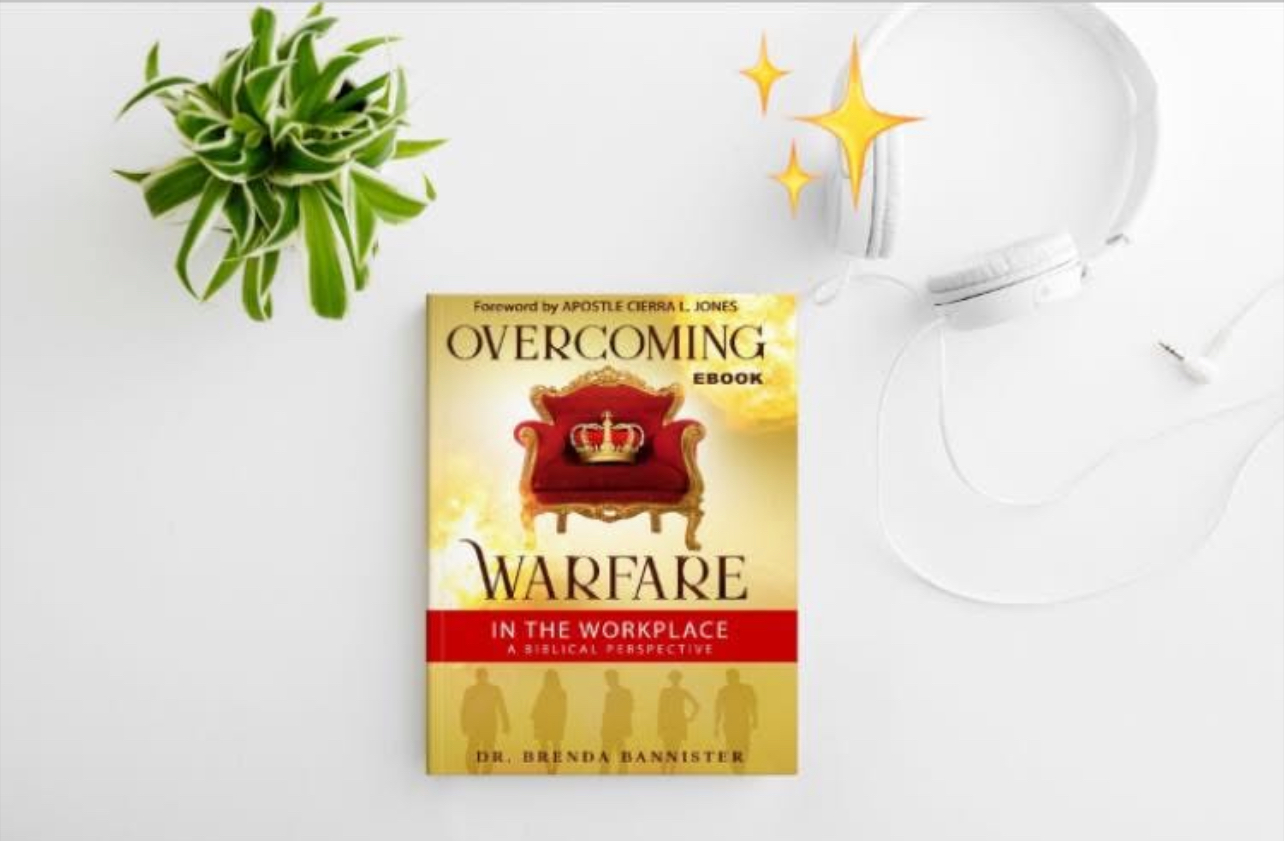 Foreword by APOSTLE CIERRA L. JONES
OVERCOMING
EBOOK
WARFARE
IN THE WORKPLACE
A BIBLICAL PERSPECTIVE
DR. BRENDA BANNISTER